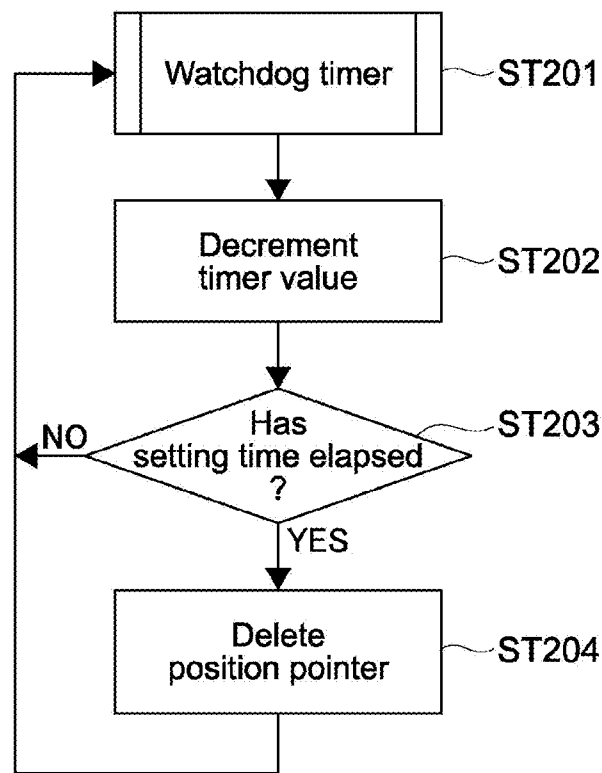 Watchdog timer
ST201
Decrement
timer value
ST202
Has
setting time elapsed
?
ST203
NO
YES
Delete
position pointer
ST204